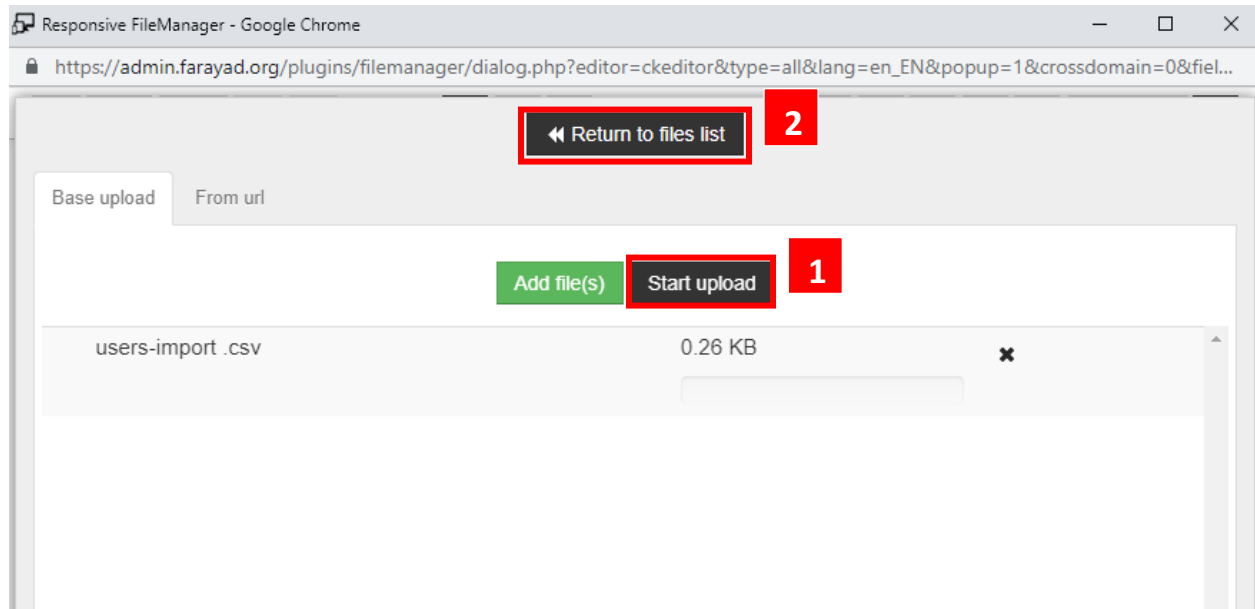 Responsive FileManager - Google Chrome
https://admin.farayad.org/plugins/filemanager/dialog.php?editor=ckeditor&type=all&lang=en_EN&popup=1&crossdomain=0&fiel...
Return to files list
2
Base upload From url
Add file(s) Start upload 1
users-import .csv 0.26 KB